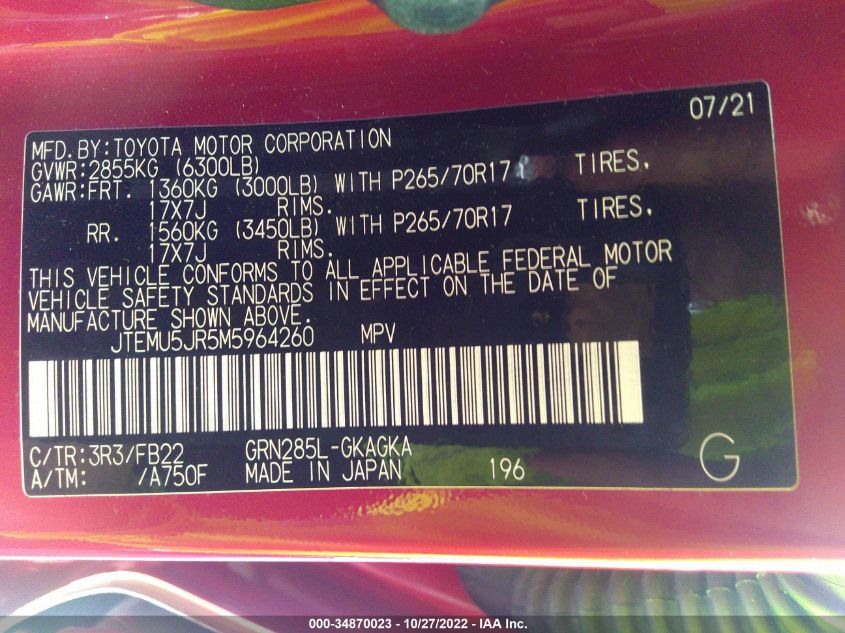 07/21
MFD.BY:TOYOTA MOTOR CORPORATION
GVWR:2855KG (6300LB)
GAWR:FRT. 1360KG (3000LB) WITH P265/70R17 TIRES,
17X7J RIMS.
RR. 1560KG (3450LB) WITH P265/70R17 TIRES,
17X7J RIMS.
THIS VEHICLE CONFORMS TO ALL APPLICABLE FEDERAL MOTOR
VEHICLE SAFETY STANDARDS IN EFFECT ON THE DATE OF
MANUFACTURE SHOWN ABOVE.
JTEMU5JR5M5964260 MPV
C/TR:3R3/FB22 GRN285L-GKAGKA
A/TM: /A750F MADE IN JAPAN 196 G
000-34870023 - 10/27/2022 - IAA Inc.